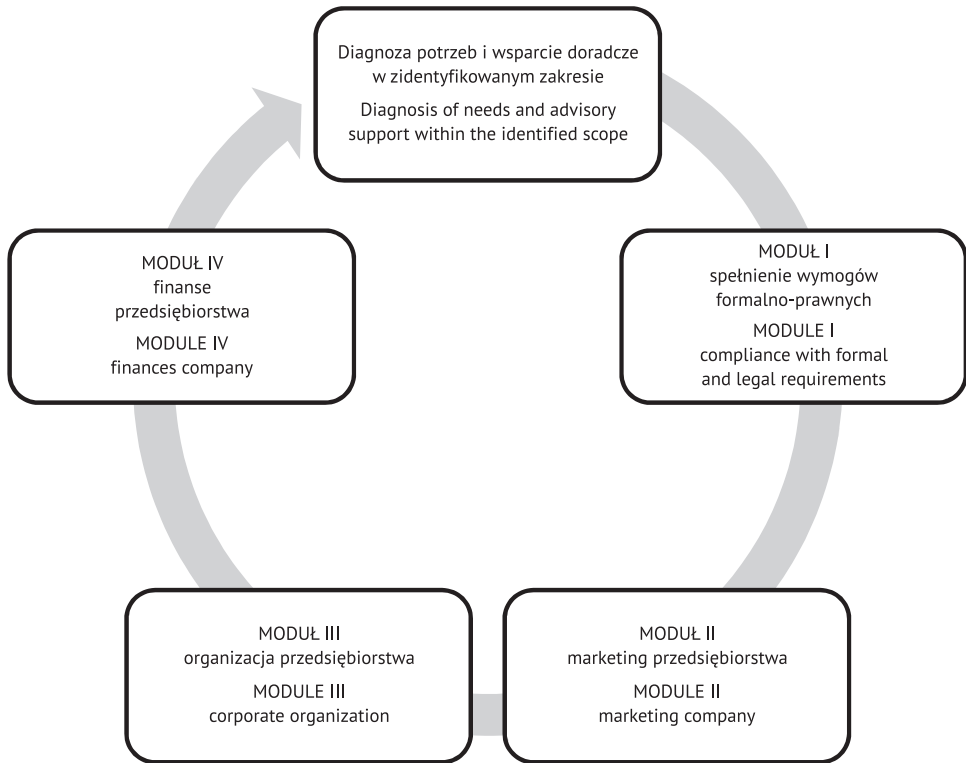 Diagnoza potrzeb i wsparcie doradcze
w zidentyfikowanym zakresie
Diagnosis of needs and advisory
support within the identified scope
MODUŁ I
spełnienie wymogów
formalno-prawnych
MODULE I
compliance with formal
and legal requirements
MODUŁ II
marketing przedsiębiorstwa
MODULE II
marketing company
MODUŁ III
organizacja przedsiębiorstwa
MODULE III
corporate organization
MODUŁ IV
finanse
przedsiębiorstwa
MODULE IV
finances company